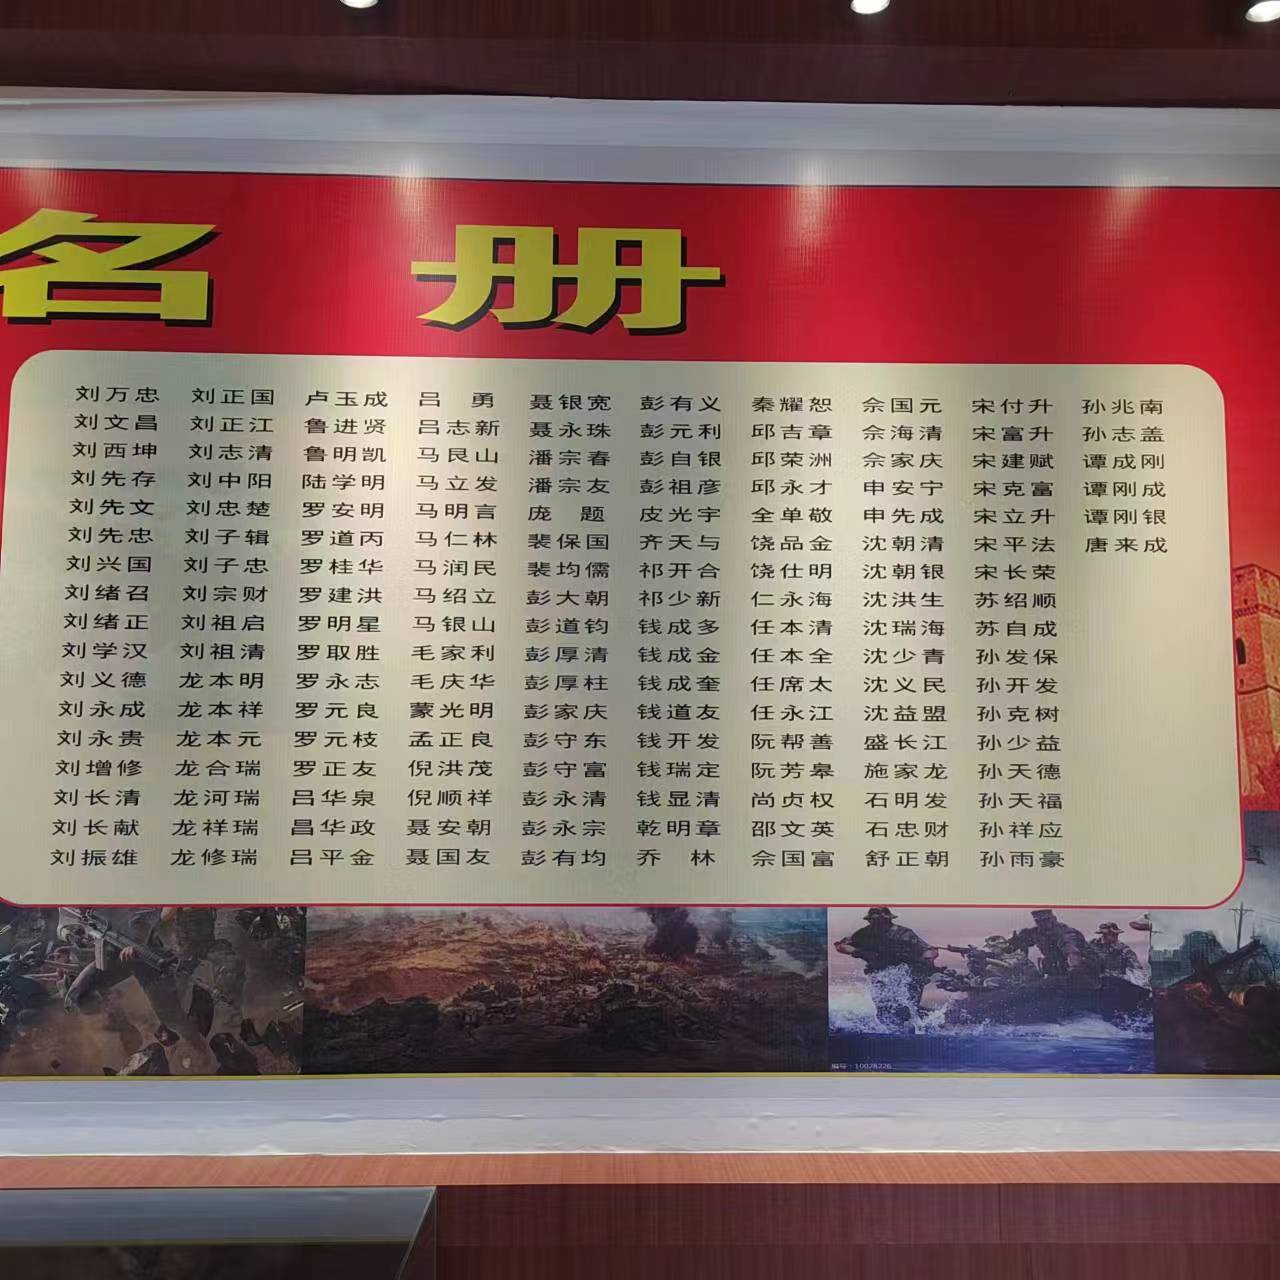 名 册
刘万忠 刘正国 卢玉成 吕 勇 聂银宽 彭有义 秦耀恕 佘国元 宋付升 孙兆南
刘文昌 刘正江 鲁进贤 吕志新 聂永珠 彭元利 邱吉章 佘海清 宋富升 孙志盖
刘西坤 刘志清 鲁明凯 马艮山 潘宗春 彭自银 邱荣洲 佘家庆 宋建赋 谭成刚
刘先存 刘中阳 陆学明 马立发 潘宗友 彭祖彦 邱永才 申安宁 宋克富 谭刚成
刘先文 刘忠楚 罗安明 马明言 庞 题 皮光宇 全单敬 申先成 宋立升 谭刚银
刘先忠 刘子辑 罗道丙 马仁林 裴保国 齐天与 饶品金 沈朝清 宋平法 唐来成
刘兴国 刘子忠 罗桂华 马润民 裴均儒 祁开合 饶仕明 沈朝银 宋长荣
刘绪召 刘宗财 罗建洪 马绍立 彭大朝 祁少新 仁永海 沈洪生 苏绍顺
刘绪正 刘祖启 罗明星 马银山 彭道钧 钱成多 任本清 沈瑞海 苏自成
刘学汉 刘祖清 罗取胜 毛家利 彭厚清 钱成金 任本全 沈少青 孙发保
刘义德 龙本明 罗永志 毛庆华 彭厚柱 钱成奎 任席太 沈义民 孙开发
刘永成 龙本祥 罗元良 蒙光明 彭家庆 钱道友 任永江 沈益盟 孙克树
刘永贵 龙本元 罗元枝 孟正良 彭守东 钱开发 阮帮善 盛长江 孙少益
刘增修 龙合瑞 罗正友 倪洪茂 彭守富 钱瑞定 阮芳皋 施家龙 孙天德
刘长清 龙河瑞 吕华泉 倪顺祥 彭永清 钱显清 尚贞权 石明发 孙天福
刘长献 龙祥瑞 昌华政 聂安朝 彭永宗 乾明章 邵文英 石忠财 孙祥应
刘振雄 龙修瑞 吕平金 聂国友 彭有均 乔 林 佘国富 舒正朝 孙雨豪
编号：10028226